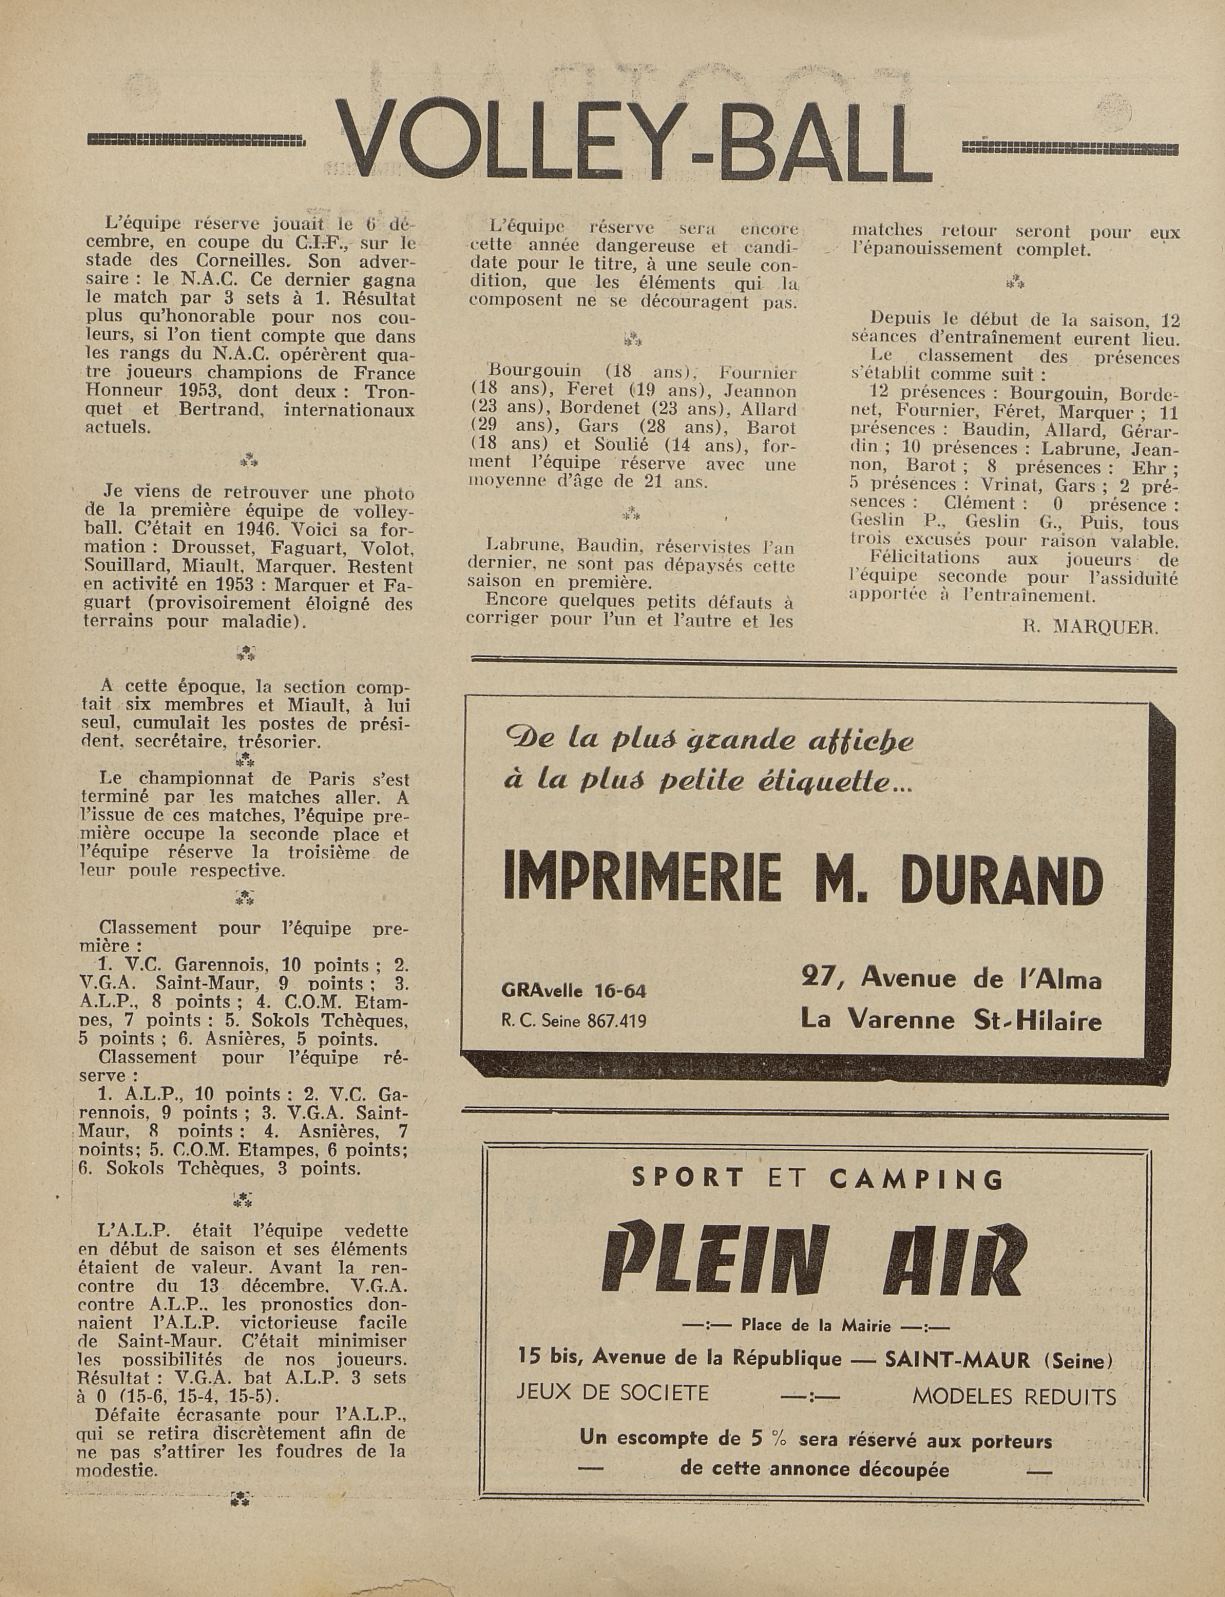 VOLLEY-BALL
L'équipe réserve jouait le 6 dé-
cembre, en coupe du C.I.F., sur le
stade des Corneilles. Son adver-
saire : le N.A.C. Ce dernier gagna
le match par 3 sets à 1. Résultat
plus qu'honorable pour nos cou-
leurs, si l'on tient compte que dans
les rangs du N.A.C. opérèrent qua-
tre joueurs champions de France
Honneur 1953, dont deux : Tron-
quet et Bertrand, internationaux
actuels.
Je viens de retrouver une photo
de la première équipe de volley-
ball. C'était en 1946. Voici sa for-
mation : Drousset, Faguart, Volot,
Souillard, Miault, Marquer. Restent
en activité en 1953 : Marquer et Fa-
guart (provisoirement éloigné des
terrains pour maladie).
A cette époque, la section comp-
tait six membres et Miault, à lui
seul, cumulait les postes de prési-
dent, secrétaire, trésorier.
Le championnat de Paris s'est
terminé par les matches aller. A
l'issue de ces matches, l'équipe pre-
mière occupe la seconde place et
l'équipe réserve la troisième de
leur poule respective.
Classement pour l'équipe pre-
mière :
1. V.C. Garennois, 10 points ; 2.
V.G.A. Saint-Maur, 9 points ; 3.
A.L.P., 8 points ; 4. C.O.M. Etam-
pes, 7 points : 5. Sokols Tchèques,
5 points ; 6. Asnières, 5 points.
Classement pour l'équipe ré-
serve :
1. A.L.P., 10 points : 2. V.C. Ga-
rennois, 9 points ; 3. V.G.A. Saint-
Maur, 8 points : 4. Asnières, 7
points; 5. C.O.M. Etampes, 6 points;
6. Sokols Tchèques, 3 points.
L'A.L.P. était l'équipe vedette
en début de saison et ses éléments
étaient de valeur. Avant la ren-
contre du 13 décembre, V.G.A.
contre A.L.P., les pronostics don-
naient l'A.L.P. victorieuse facile
de Saint-Maur. C'était minimiser
les possibilités de nos joueurs.
Résultat : V.G.A. bat A.L.P. 3 sets
à 0 (15-6, 15-4, 15-5).
Défaite écrasante pour l'A.L.P.,
qui se retira discrètement afin de
ne pas s'attirer les foudres de la
modestie.
L'équipe réserve sera encore
cette année dangereuse et candi-
date pour le titre, à une seule con-
dition, que les éléments qui la
composent ne se découragent pas.
Bourgouin (18 ans), Fournier
(18 ans), Feret (19 ans), Jeannon
(23 ans), Bordenet (23 ans), Allard
(29 ans), Gars (28 ans), Barot
(18 ans) et Soulié (14 ans), for-
ment l'équipe réserve avec une
moyenne d'âge de 21 ans.
Labrune, Baudin, réservistes l'an
dernier, ne sont pas dépaysés cette
saison en première.
Encore quelques petits défauts à
corriger pour l'un et l'autre et les
matches retour seront pour eux
l'épanouissement complet.
Depuis le début de la saison, 12
séances d'entraînement eurent lieu.
Le classement des présences
s'établit comme suit :
12 présences : Bourgouin, Borde-
net, Fournier, Féret, Marquer ; 11
présences : Baudin, Allard, Gérar-
din ; 10 présences : Labrune, Jean-
non, Barot ; 8 présences : Ehr ;
5 présences : Vrinat, Gars ; 2 pré-
sences : Clément : 0 présence :
Geslin P., Geslin G., Puis, tous
trois excusés pour raison valable.
Félicitations aux joueurs de
l'équipe seconde pour l'assiduité
apportée à l'entraînement.
R. MARQUER.
De la plus grande affiche
à la plus petite étiquette...
IMPRIMERIE M. DURAND
GRAvelle 16-64
R. C. Seine 867.419
27, Avenue de l'Alma
La Varenne St-Hilaire
SPORT ET CAMPING
PLEIN AIR
—:— Place de la Mairie —:—
15 bis, Avenue de la République — SAINT-MAUR (Seine)
JEUX DE SOCIETE —:— MODELES REDUITS
Un escompte de 5 % sera réservé aux porteurs
— de cette annonce découpée —